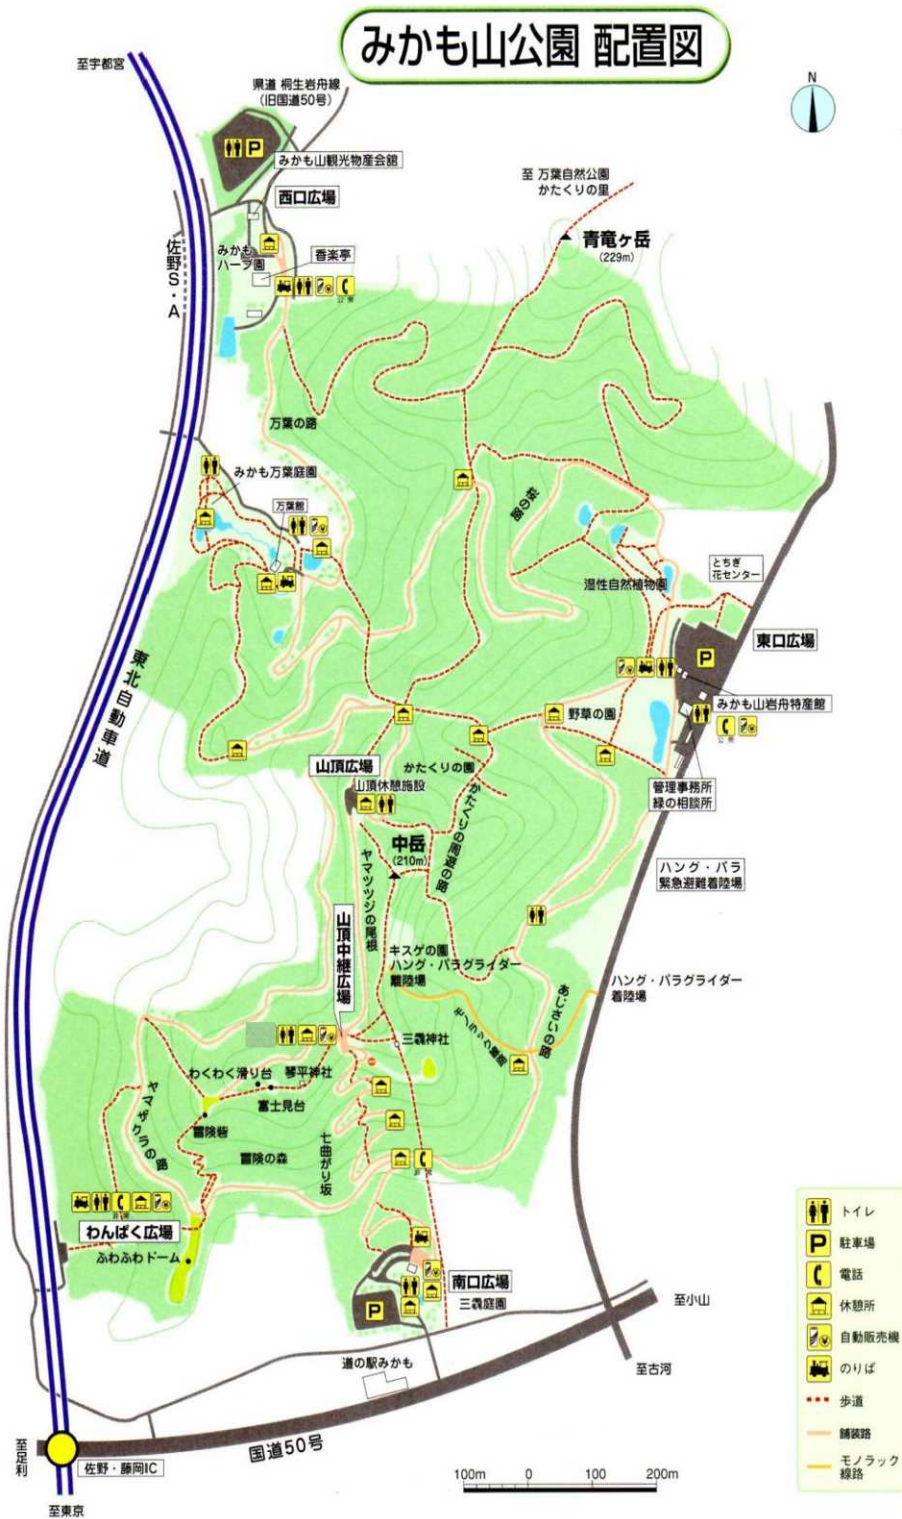 みかも山公園 配置図
至宇都宮
県道 桐生岩舟線
(旧国道50号)
N
P
みかも山観光物産会館
西口広場
至 万葉自然公園
かたくりの里
青竜ヶ岳
(229m)
佐野S・A
みかも
ハーブ園
香楽亭
万葉の路
みかも万葉庭園
万葉館
桜の路
湿性自然植物園
とちぎ
花センター
東口広場
P
みかも山岩舟特産館
野草の園
東北自動車道
山頂広場
山頂休憩施設
かたくりの園
かたくりの周遊の路
管理事務所
緑の相談所
中岳
(210m)
ヤマツツジの尾根
ハング・パラ
緊急避難着陸場
山頂中継広場
キスゲの園
ハング・パラグライダー
離陸場
ハング・パラグライダー
着陸場
あじさいの路
三毳神社
わくわく滑り台
琴平神社
富士見台
冒険砦
ヤマザクラの路
冒険の森
七曲がり坂
わんぱく広場
ふわふわドーム
南口広場
三毳庭園
P
道の駅みかも
至小山
至古河
国道50号
至足利
佐野・藤岡IC
至東京
100m 0 100m 200m
トイレ
P 駐車場
電話
休憩所
自動販売機
のりば
歩道
舗装路
モノラック
線路